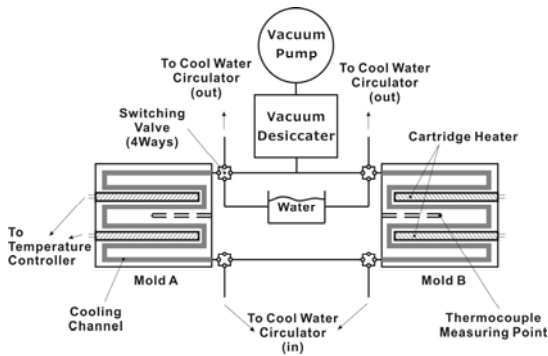 Vacuum
Pump
To Cool Water
Circulator
(out)
To Cool Water
Circulator
(out)
Switching
Valve
(4Ways)
Vacuum
Desiccater
Cartridge Heater
Water
To
Temperature
Controller
Mold A
Mold B
Cooling
Channel
To Cool Water
Circulator
(in)
Thermocouple
Measuring Point